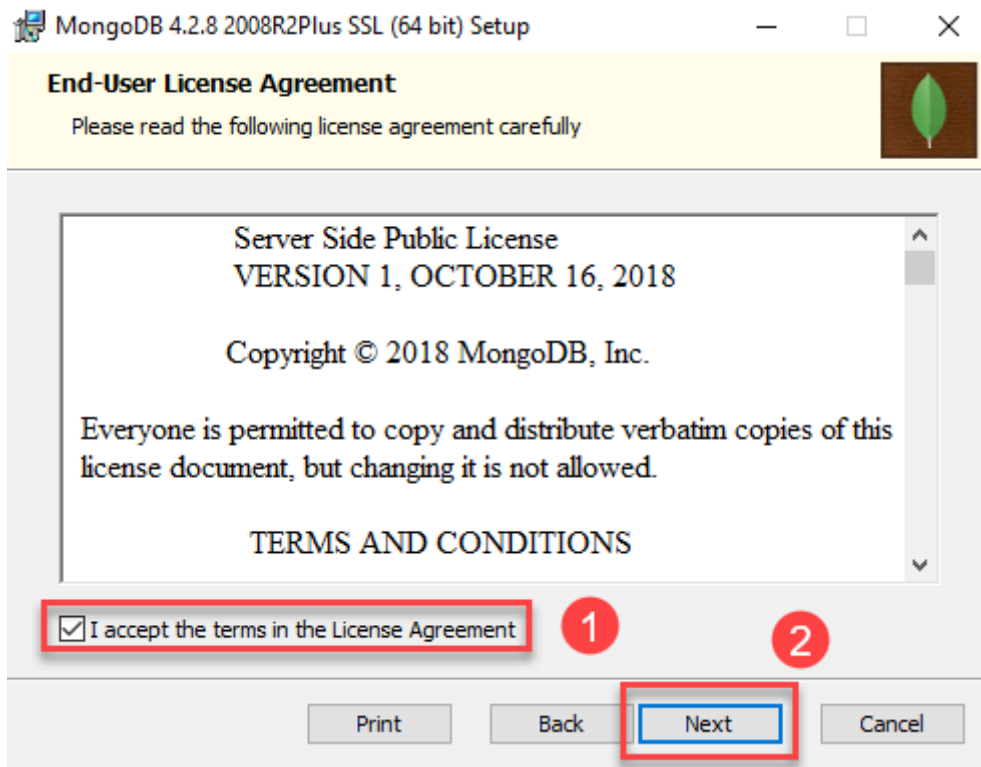 MongoDB 4.2.8 2008R2Plus SSL (64 bit) Setup
End-User License Agreement
Please read the following license agreement carefully
Server Side Public License
VERSION 1, OCTOBER 16, 2018
Copyright © 2018 MongoDB, Inc.
Everyone is permitted to copy and distribute verbatim copies of this
license document, but changing it is not allowed.
TERMS AND CONDITIONS
I accept the terms in the License Agreement
1
2
Print
Back
Next
Cancel